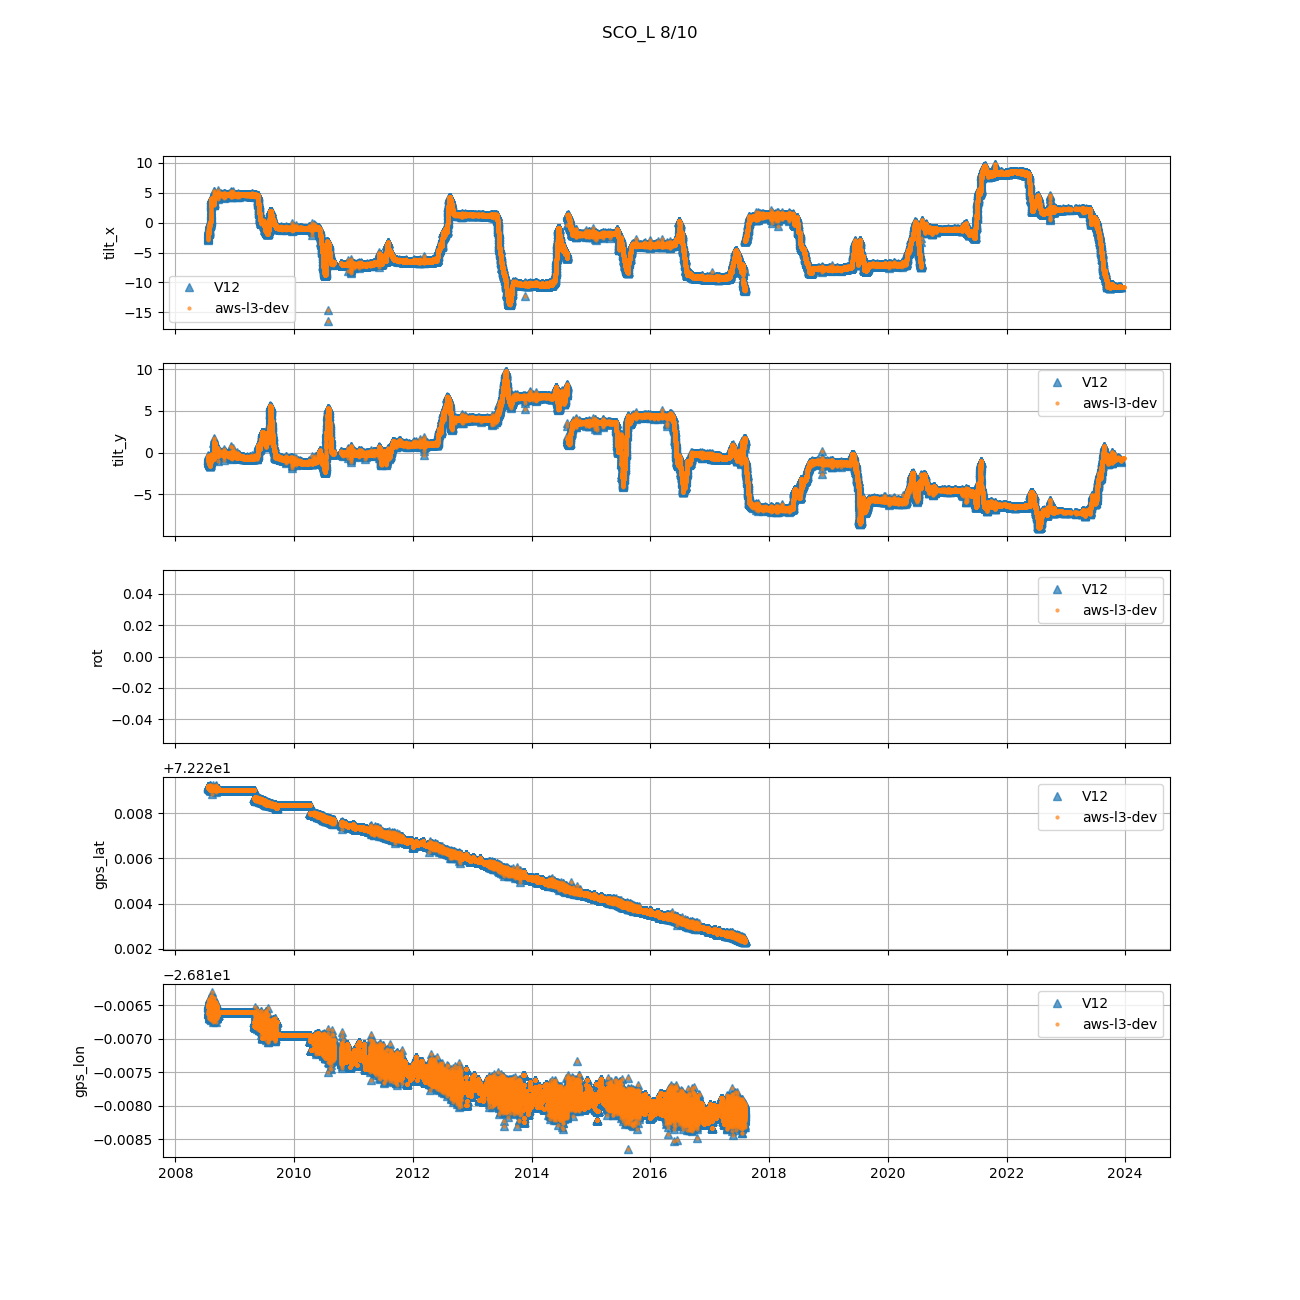 SCO_L 8/10
10
5
0
−5
−10
−15
tilt_x
V12
aws-l3-dev
10
5
0
−5
tilt_y
V12
aws-l3-dev
0.04
0.02
0.00
−0.02
−0.04
rot
V12
aws-l3-dev
+7.222e1
0.008
0.006
0.004
0.002
gps_lat
V12
aws-l3-dev
−2.681e1
−0.0065
−0.0070
−0.0075
−0.0080
−0.0085
gps_lon
V12
aws-l3-dev
2008 2010 2012 2014 2016 2018 2020 2022 2024